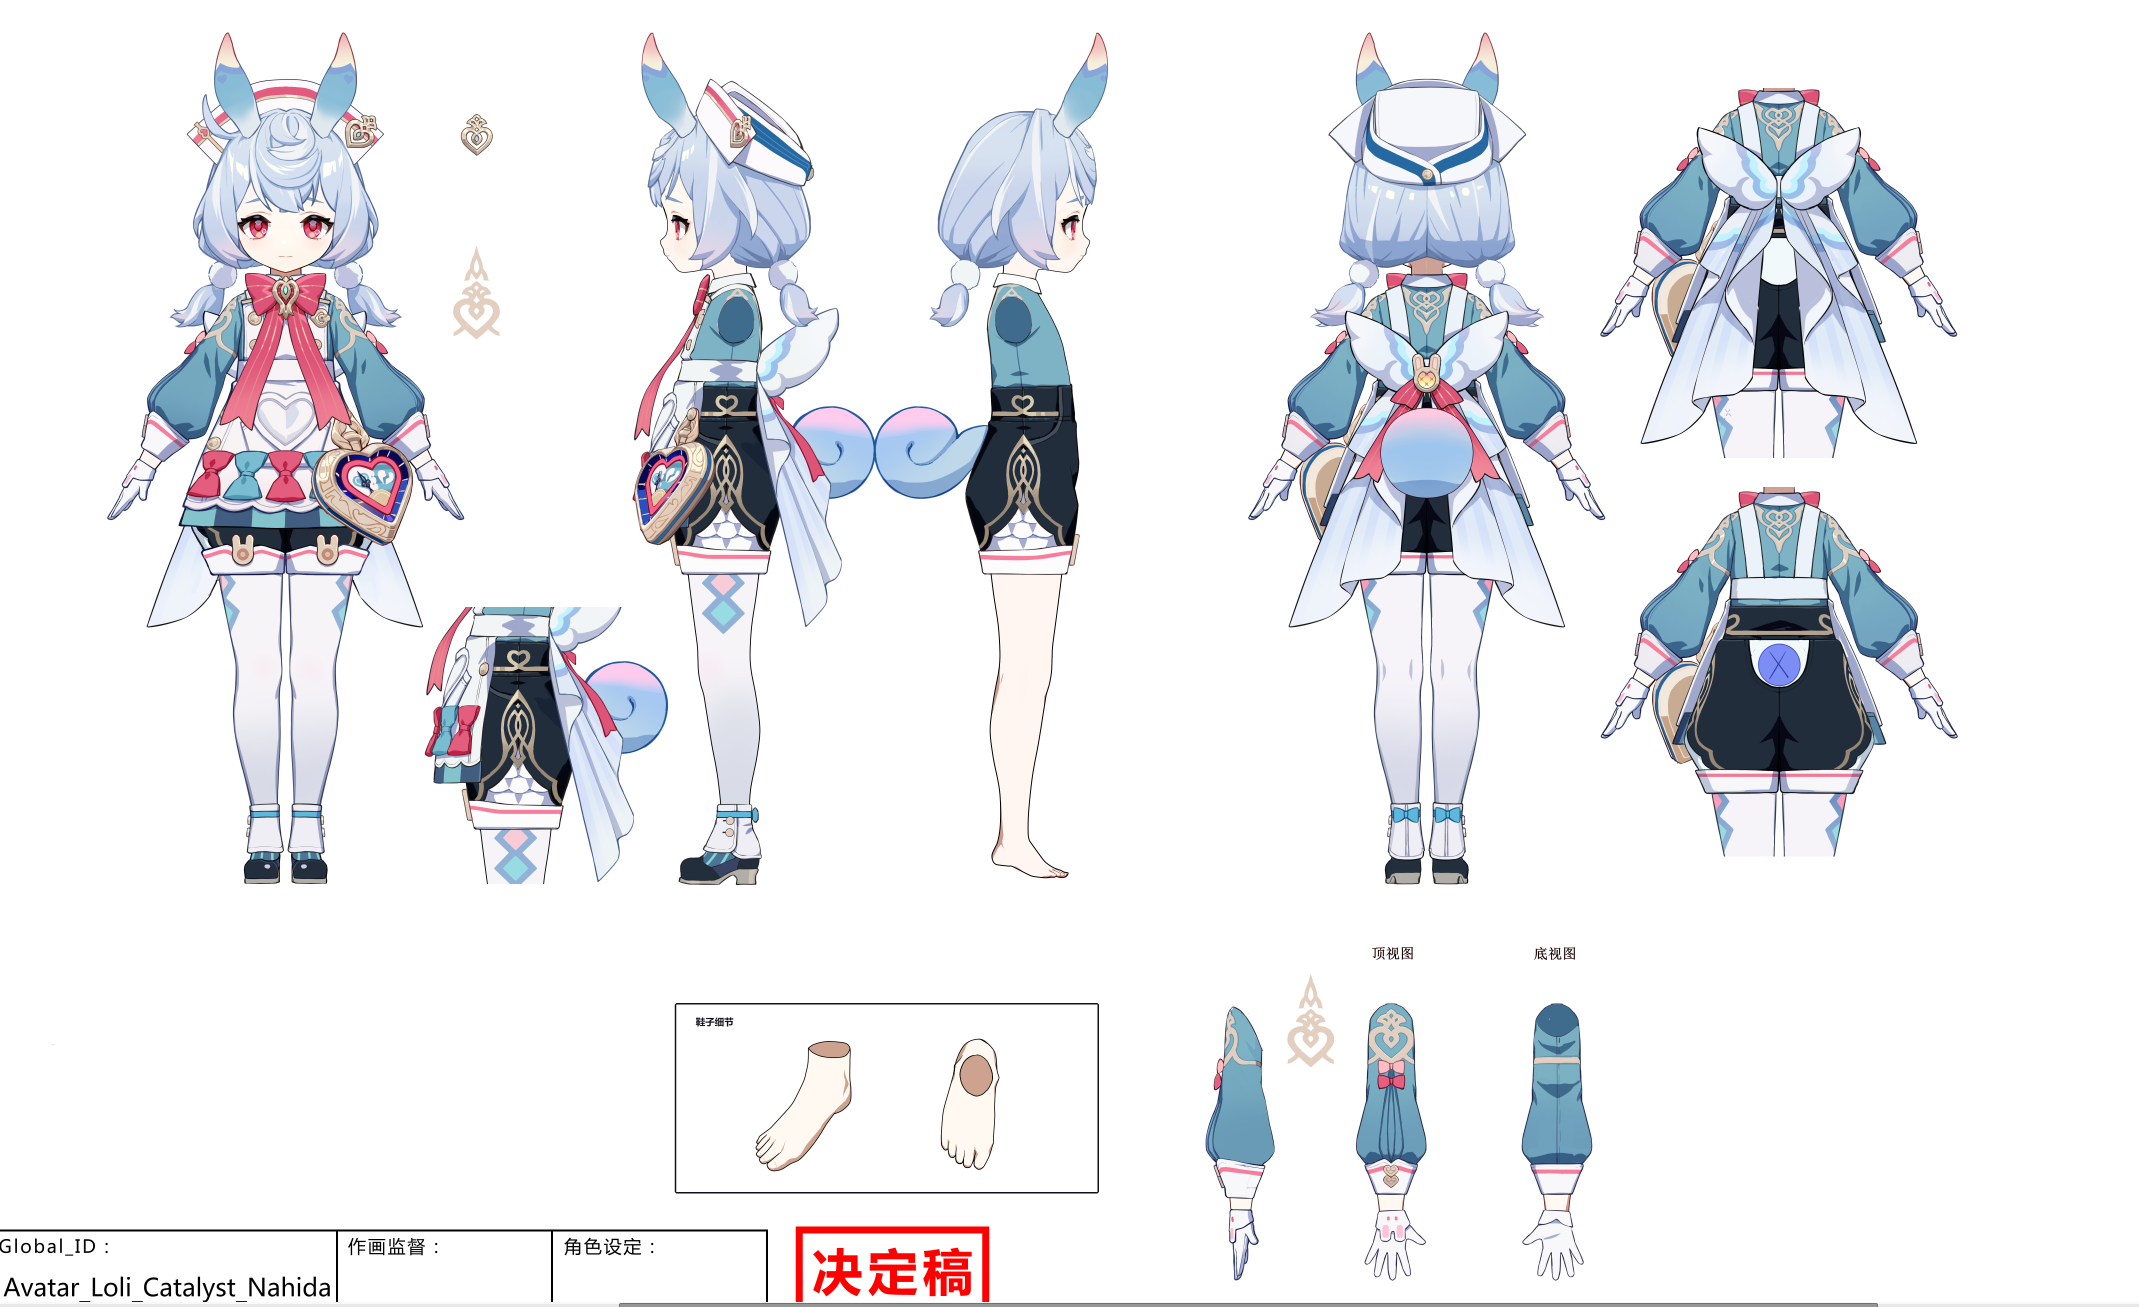 顶视图
底视图
鞋子细节
Global_ID：
Avatar_Loli_Catalyst_Nahida
作画监督：
角色设定：
决定稿